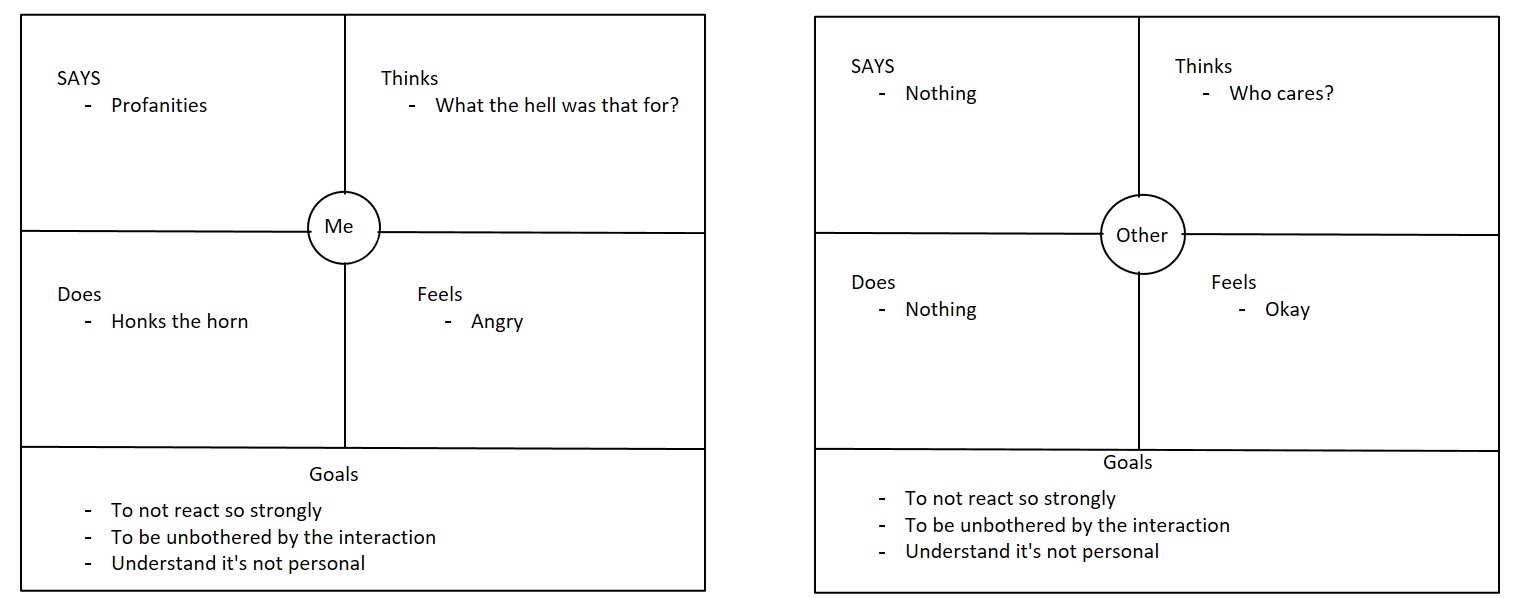 SAYS
- Profanities
Thinks
- What the hell was that for?
Me
Does
- Honks the horn
Feels
- Angry
Goals
- To not react so strongly
- To be unbothered by the interaction
- Understand it's not personal
SAYS
- Nothing
Thinks
- Who cares?
Other
Does
- Nothing
Feels
- Okay
Goals
- To not react so strongly
- To be unbothered by the interaction
- Understand it's not personal